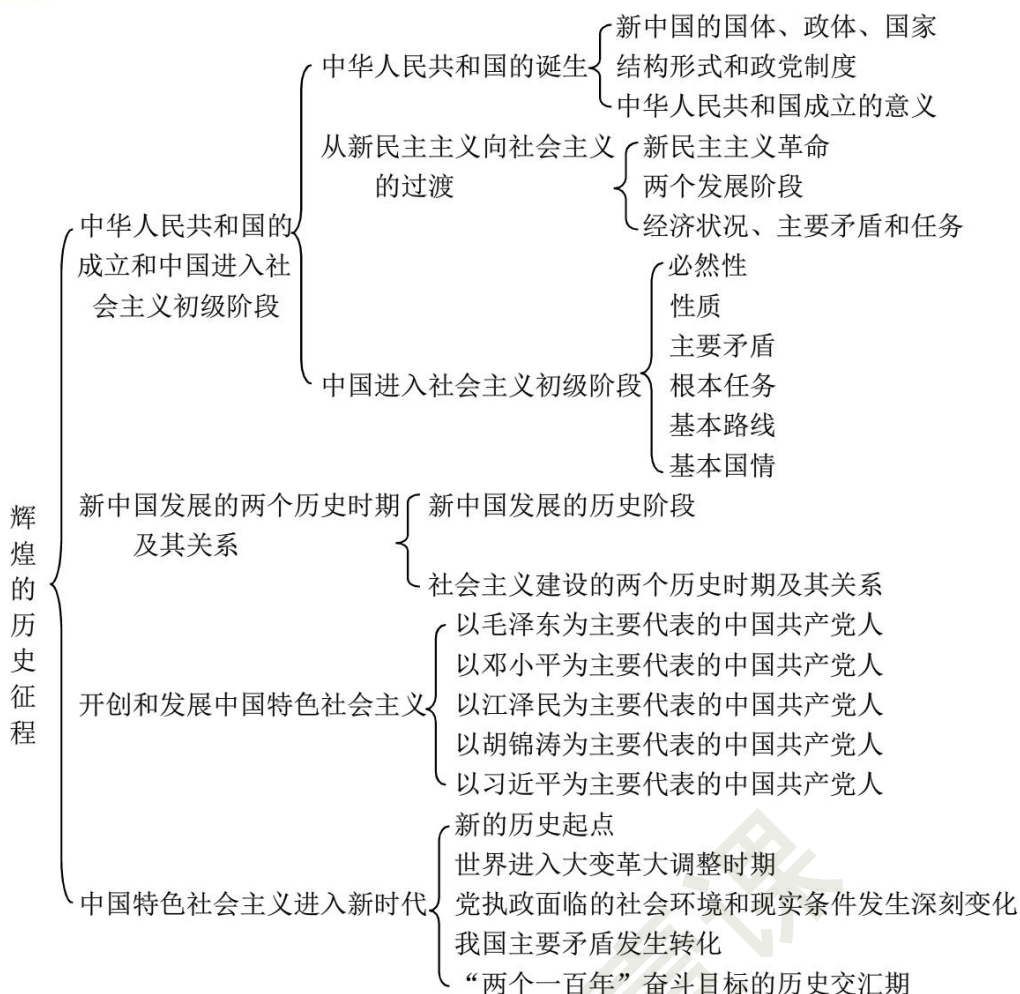 新中国的国体、政体、国家
中华人民共和国的诞生
结构形式和政党制度
中华人民共和国成立的意义
从新民主主义向社会主义
的过渡
新民主主义革命
两个发展阶段
经济状况、主要矛盾和任务
中华人民共和国的
成立和中国进入社
会主义初级阶段
必然性
性质
主要矛盾
中国进入社会主义初级阶段
根本任务
基本路线
基本国情
辉煌的历史征程
新中国发展的两个历史时期
及其关系
新中国发展的历史阶段
社会主义建设的两个历史时期及其关系
开创和发展中国特色社会主义
以毛泽东为主要代表的中国共产党人
以邓小平为主要代表的中国共产党人
以江泽民为主要代表的中国共产党人
以胡锦涛为主要代表的中国共产党人
以习近平为主要代表的中国共产党人
中国特色社会主义进入新时代
新的历史起点
世界进入大变革大调整时期
党执政面临的社会环境和现实条件发生深刻变化
我国主要矛盾发生转化
“两个一百年”奋斗目标的历史交汇期